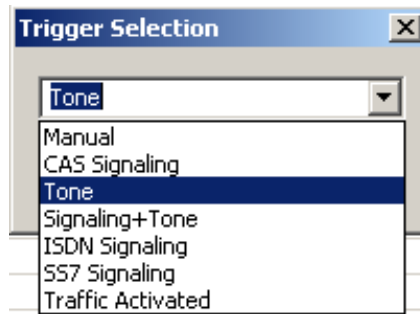 Trigger Selection
Tone
Manual
CAS Signaling
Tone
Signaling+Tone
ISDN Signaling
SS7 Signaling
Traffic Activated